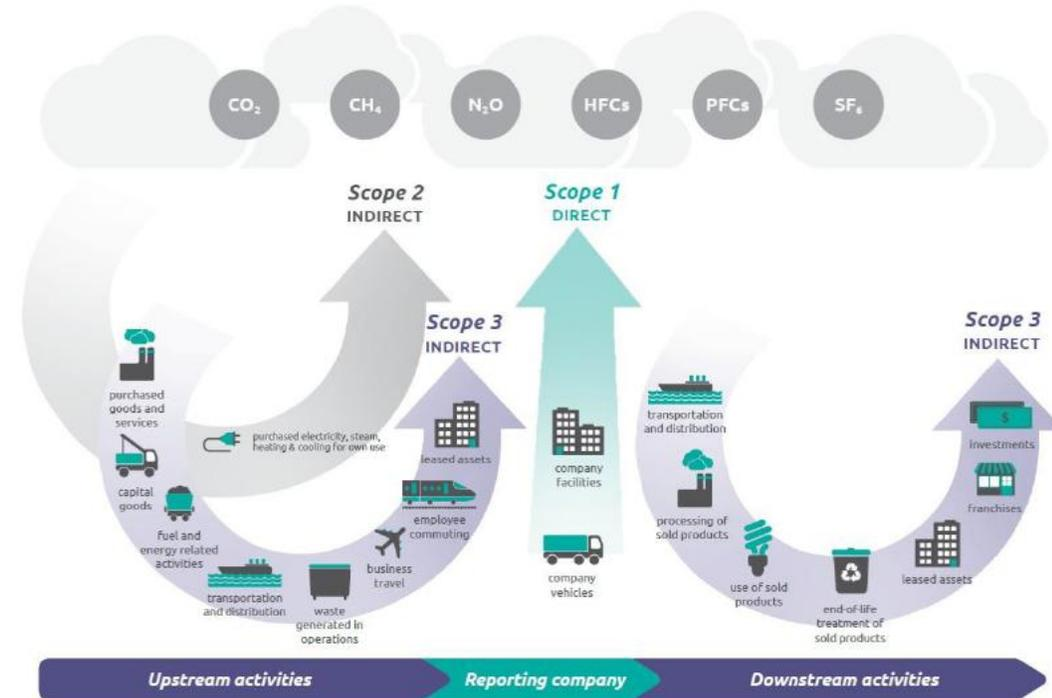 CO₂
CH₄
N₂O
HFCs
PFCs
SF₆
Scope 2
INDIRECT
Scope 1
DIRECT
Scope 3
INDIRECT
Scope 3
INDIRECT
purchased
goods and
services
capital
goods
fuel and
energy related
activities
purchased electricity, steam,
heating & cooling for own use
transportation
and distribution
waste
generated in
operations
business
travel
employee
commuting
leased assets
company
facilities
company
vehicles
transportation
and distribution
processing of
sold products
use of sold
products
end-of-life
treatment of
sold products
leased assets
franchises
$
investments
Upstream activities
Reporting company
Downstream activities